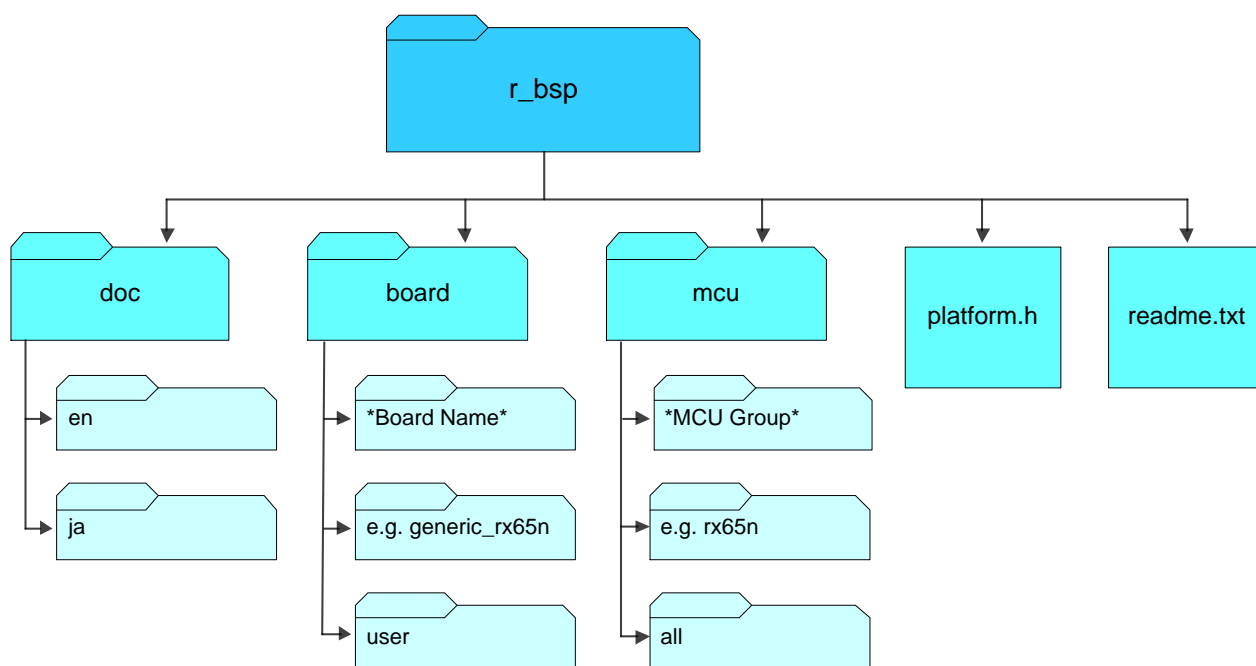 r_bsp
doc
board
mcu
platform.h
readme.txt
en
*Board Name*
*MCU Group*
ja
e.g. generic_rx65n
e.g. rx65n
user
all